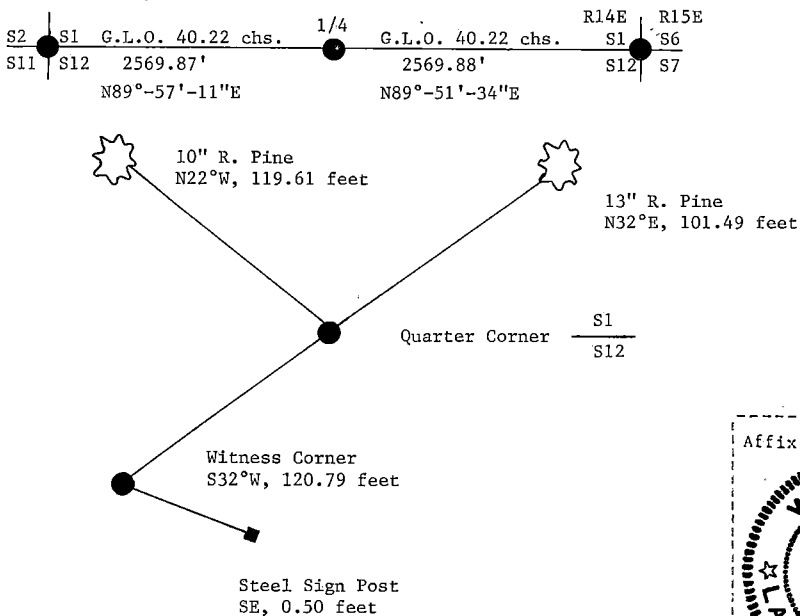 R14E R15E
S2 S1 G.L.O. 40.22 chs. 1/4 G.L.O. 40.22 chs. S1 S6
S11 S12 2569.87' 2569.88' S12 S7
N89°-57'-11"E N89°-51'-34"E
10" R. Pine
N22°W, 119.61 feet
13" R. Pine
N32°E, 101.49 feet
Quarter Corner S1
S12
Witness Corner
S32°W, 120.79 feet
Affix
Steel Sign Post
SE, 0.50 feet